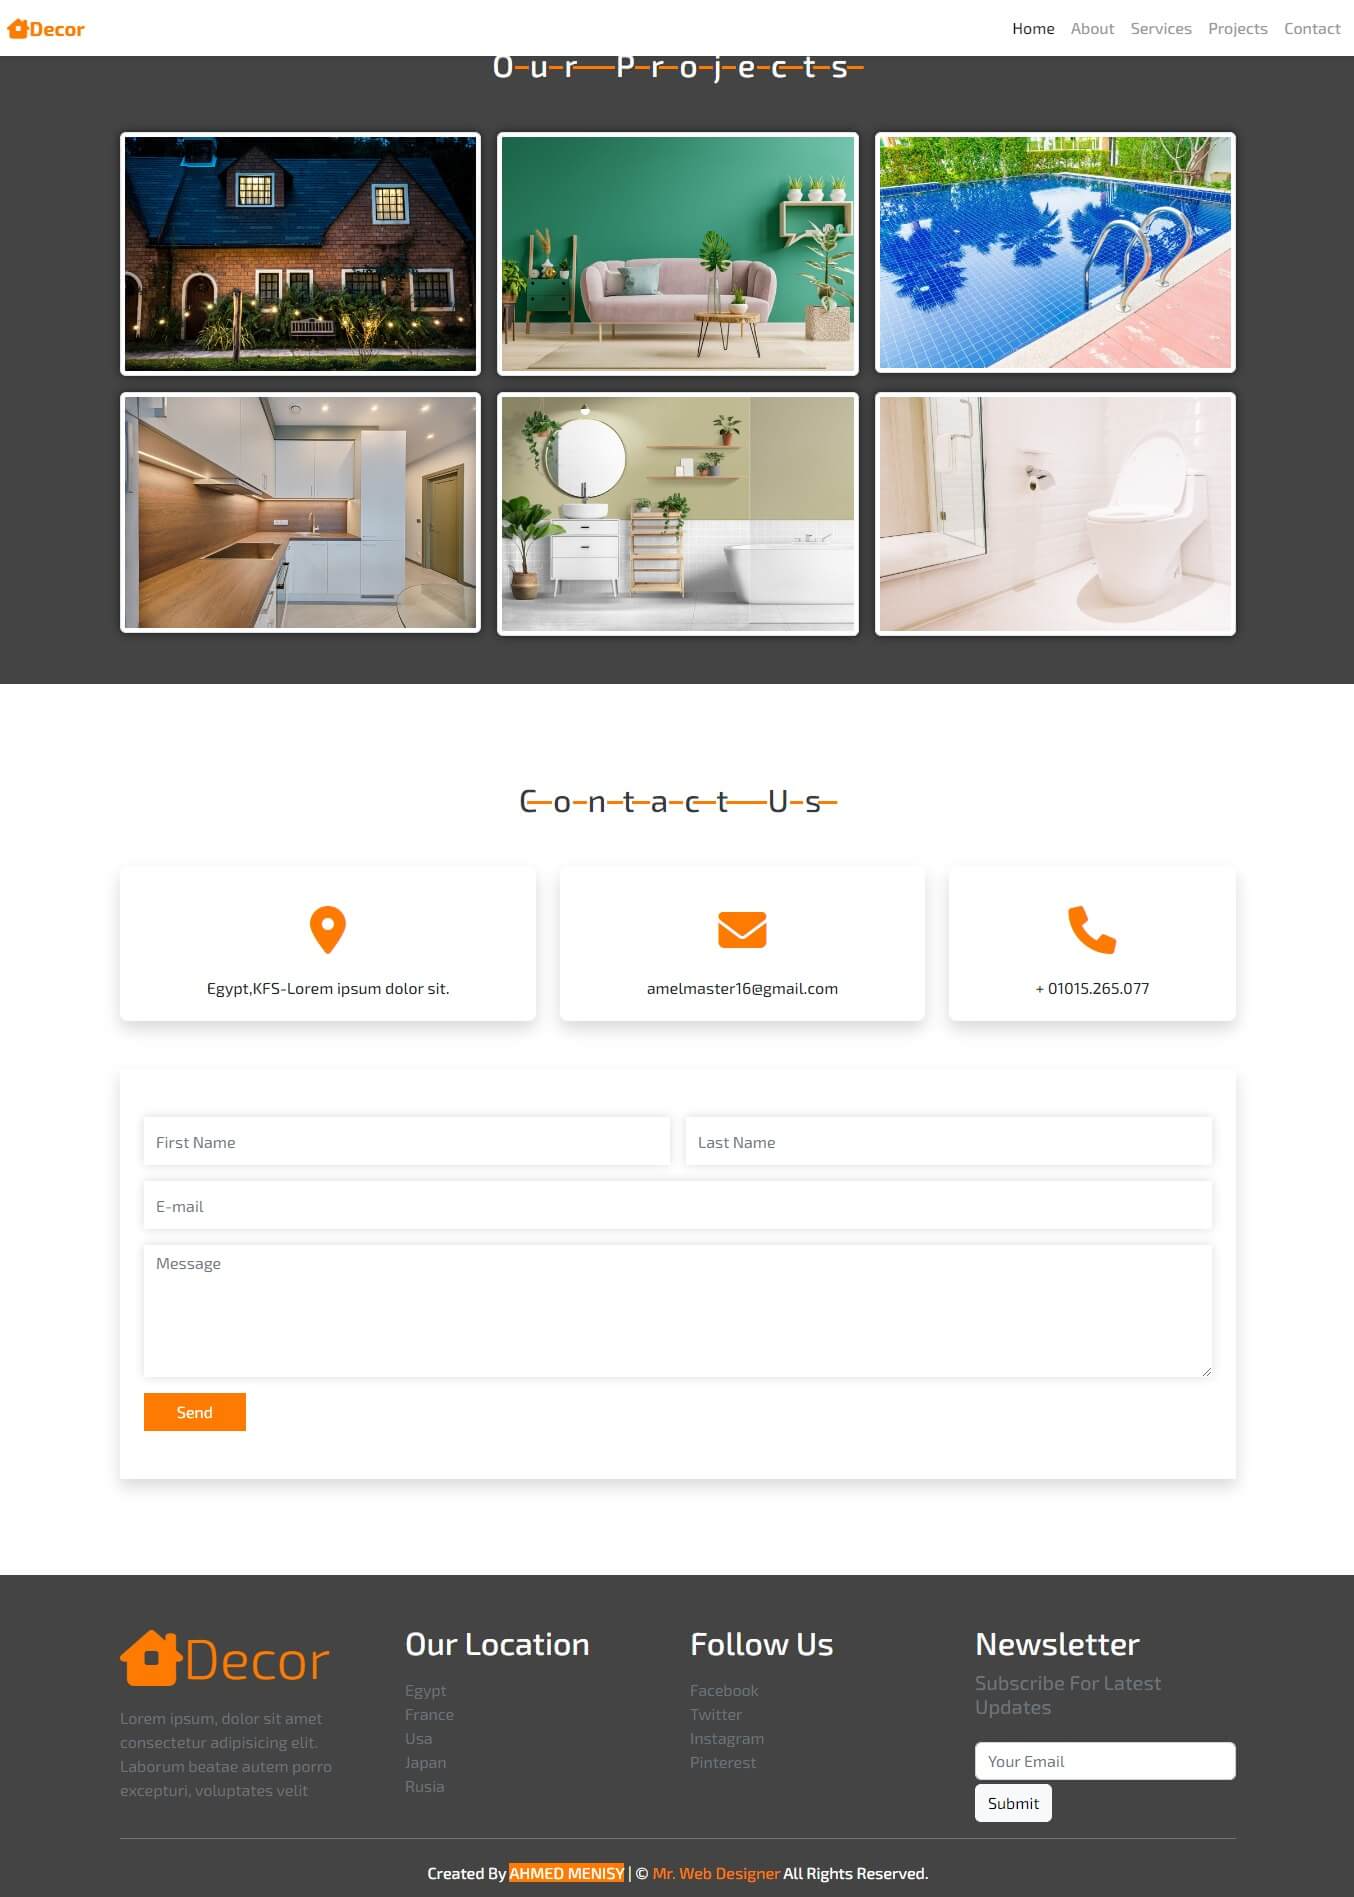 Decor
Home About Services Projects Contact
Our Projects
Contact Us
Egypt,KFS-Lorem ipsum dolor sit.
amelmaster16@gmail.com
+ 01015.265.077
First Name
Last Name
E-mail
Message
Send
Decor
Lorem ipsum, dolor sit amet
consectetur adipisicing elit.
Laborum beatae autem porro
excepturi, voluptates velit
Our Location
Egypt
France
Usa
Japan
Rusia
Follow Us
Facebook
Twitter
Instagram
Pinterest
Newsletter
Subscribe For Latest
Updates
Your Email
Submit
Created By AHMED MENISY | © Mr. Web Designer All Rights Reserved.